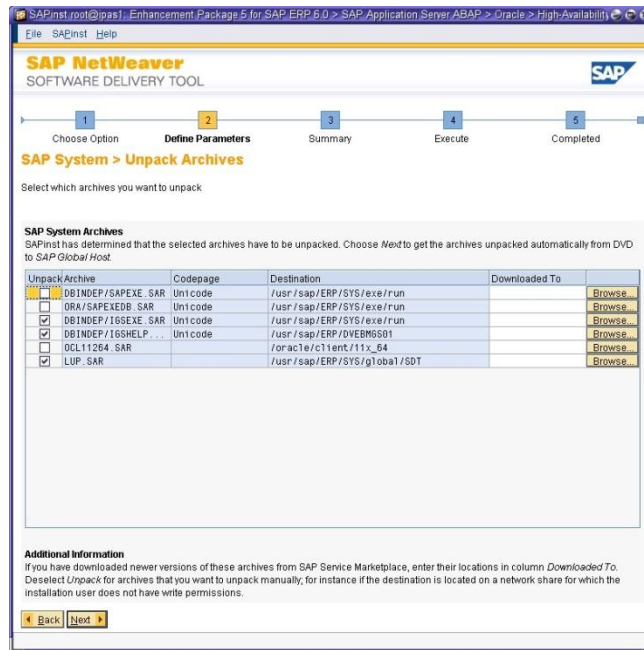 SAPinst root@ipas1: Enhancement Package 5 for SAP ERP 6.0 > SAP Application Server ABAP > Oracle > High-Availability
File SAPinst Help
SAP NetWeaver
SOFTWARE DELIVERY TOOL
SAP
1 2 3 4 5
Choose Option Define Parameters Summary Execute Completed
SAP System > Unpack Archives
Select which archives you want to unpack
SAP System Archives
SAPinst has determined that the selected archives have to be unpacked. Choose Next to get the archives unpacked automatically from DVD
to SAP Global Host.
Unpack Archive Codepage Destination Downloaded To
DBINDEP/SAPEXE.SAR Unicode /usr/sap/ERP/SYS/exe/run Browse...
ORA/SAPEXEDB.SAR Unicode /usr/sap/ERP/SYS/exe/run Browse...
DBINDEP/IGSEXE.SAR Unicode /usr/sap/ERP/SYS/exe/run Browse...
DBINDEP/IGSHELP... Unicode /usr/sap/ERP/DVEBMGS01 Browse...
OCL11264.SAR /oracle/client/11x_64 Browse...
LUP.SAR /usr/sap/ERP/SYS/global/SDT Browse...
Additional Information
If you have downloaded newer versions of these archives from SAP Service Marketplace, enter their locations in column Downloaded To.
Deselect Unpack for archives that you want to unpack manually; for instance if the destination is located on a network share for which the
installation user does not have write permissions.
Back Next